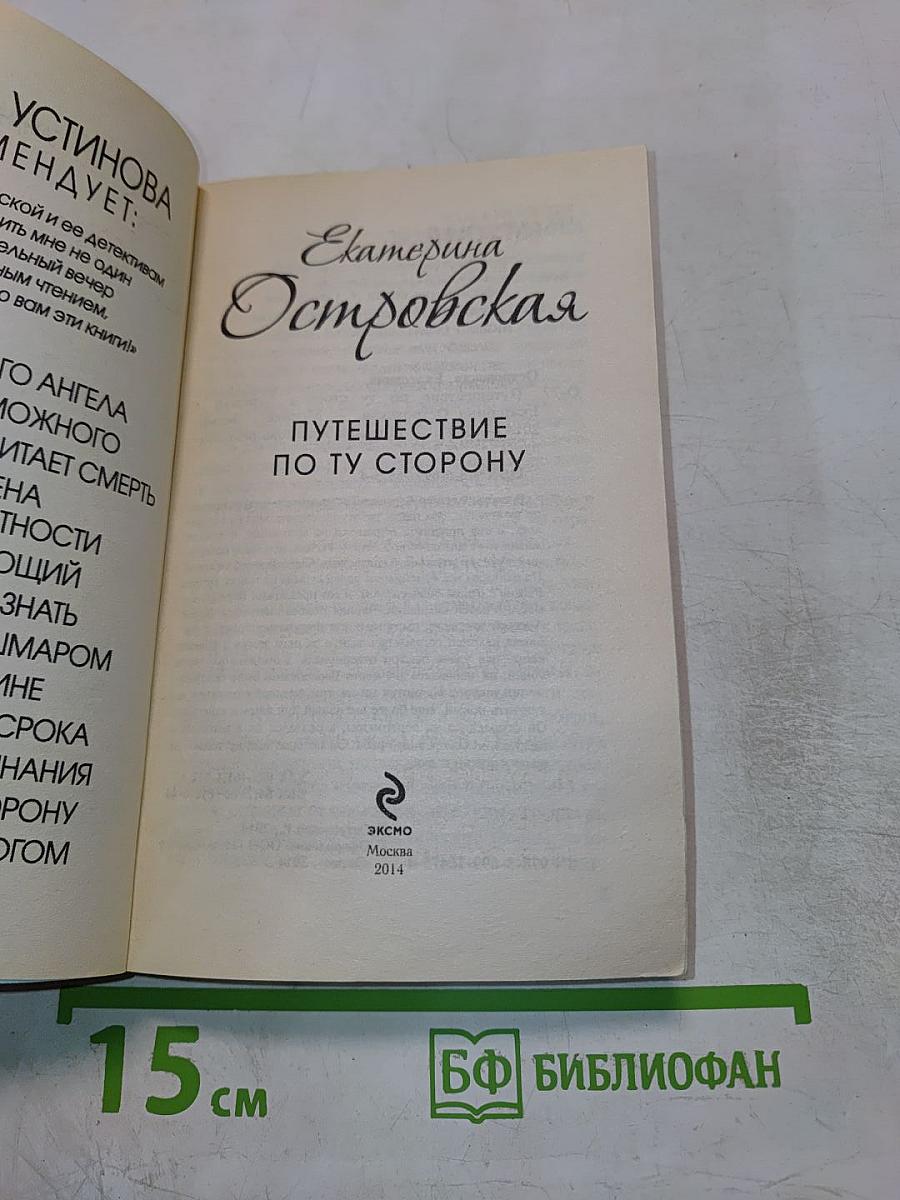 УСТИНОВА
МЕНДУЕТ:
ской и ее детективам
ить мне не один
ельный вечер
ным чтением,
о вам эти книги!»
ГО АНГЕЛА
МОЖНОГО
ИТАЕТ СМЕРТЬ
ЕНА
ТНОСТИ
ЮЩИЙ
ЗНАТЬ
ШМАРОМ
ИНЕ
СРОКА
НАНИЯ
ОРОНУ
ОГОМ
Екатерина
Островская
ПУТЕШЕСТВИЕ
ПО ТУ СТОРОНУ
ЭКСМО
Москва
2014
15 см
БФ БИБЛИОФАН